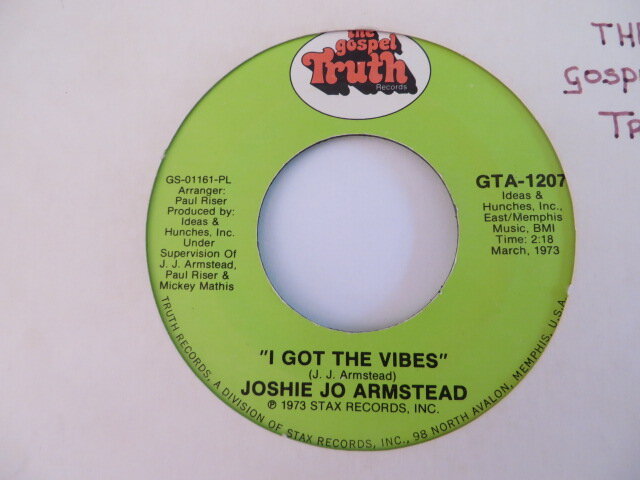 the
gospel
Truth
Records
THE
Gosp
Tr
GS-01161-PL
Arranger:
Paul Riser
Produced by:
Ideas &
Hunches, Inc.
Under
Supervision Of
J. J. Armstead,
Paul Riser &
Mickey Mathis
GTA-1207
Ideas &
Hunches, Inc.,
East/Memphis
Music, BMI
Time: 2:18
March, 1973
"I GOT THE VIBES"
(J. J. Armstead)
JOSHIE JO ARMSTEAD
℗ 1973 STAX RECORDS, INC.
TRUTH RECORDS, A DIVISION OF STAX RECORDS, INC., 98 NORTH AVALON, MEMPHIS, U.S.A.